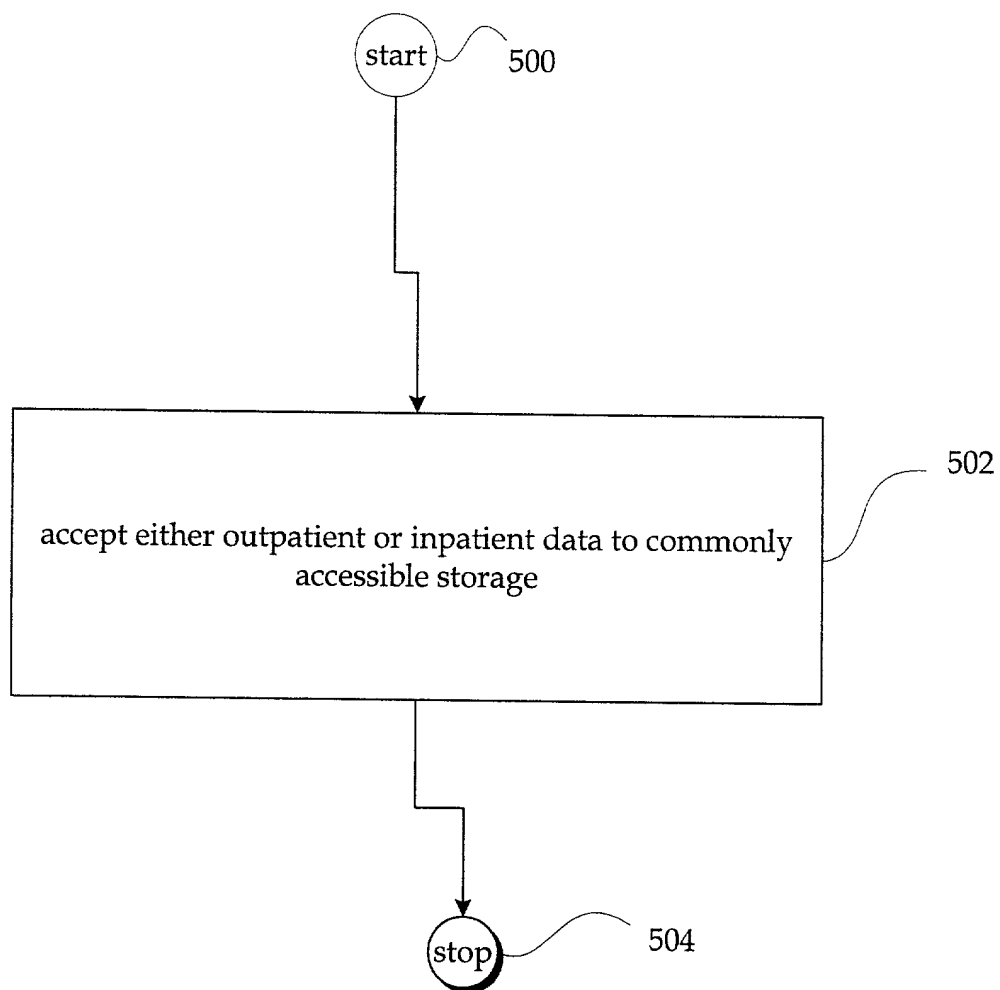 start
500
502
accept either outpatient or inpatient data to commonly
accessible storage
stop
504